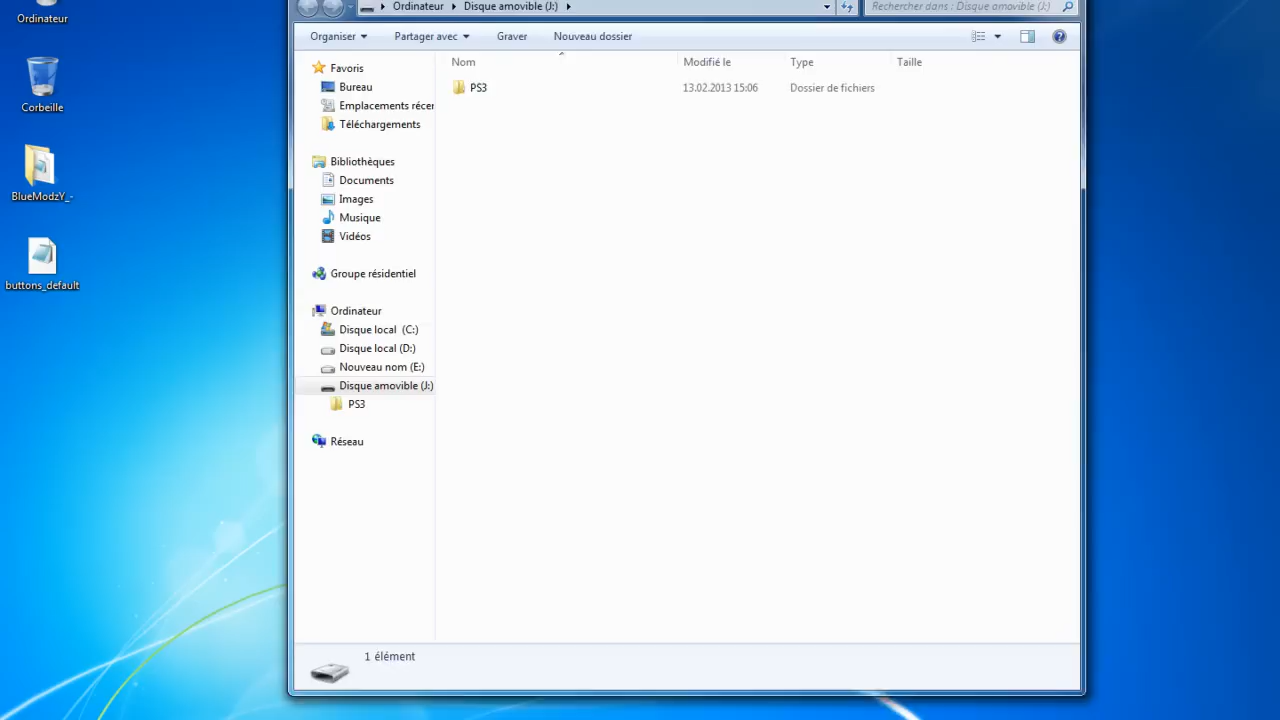 Ordinateur
Corbeille
BlueModzY_-
buttons_default
Ordinateur Disque amovible (J:)
Rechercher dans : Disque amovible (J:)
Organiser Partager avec Graver Nouveau dossier
Nom Modifié le Type Taille
PS3 13.02.2013 15:06 Dossier de fichiers
Favoris
Bureau
Emplacements récer
Téléchargements
Bibliothèques
Documents
Images
Musique
Vidéos
Groupe résidentiel
Ordinateur
Disque local (C:)
Disque local (D:)
Nouveau nom (E:)
Disque amovible (J:)
PS3
Réseau
1 élément